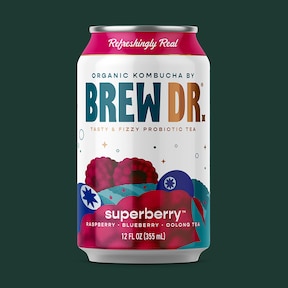 Refreshingly Real
ORGANIC KOMBUCHA BY
BREW DR.
TASTY & FIZZY PROBIOTIC TEA
superberry™
RASPBERRY • BLUEBERRY • OOLONG TEA
12 FL OZ (355 mL)